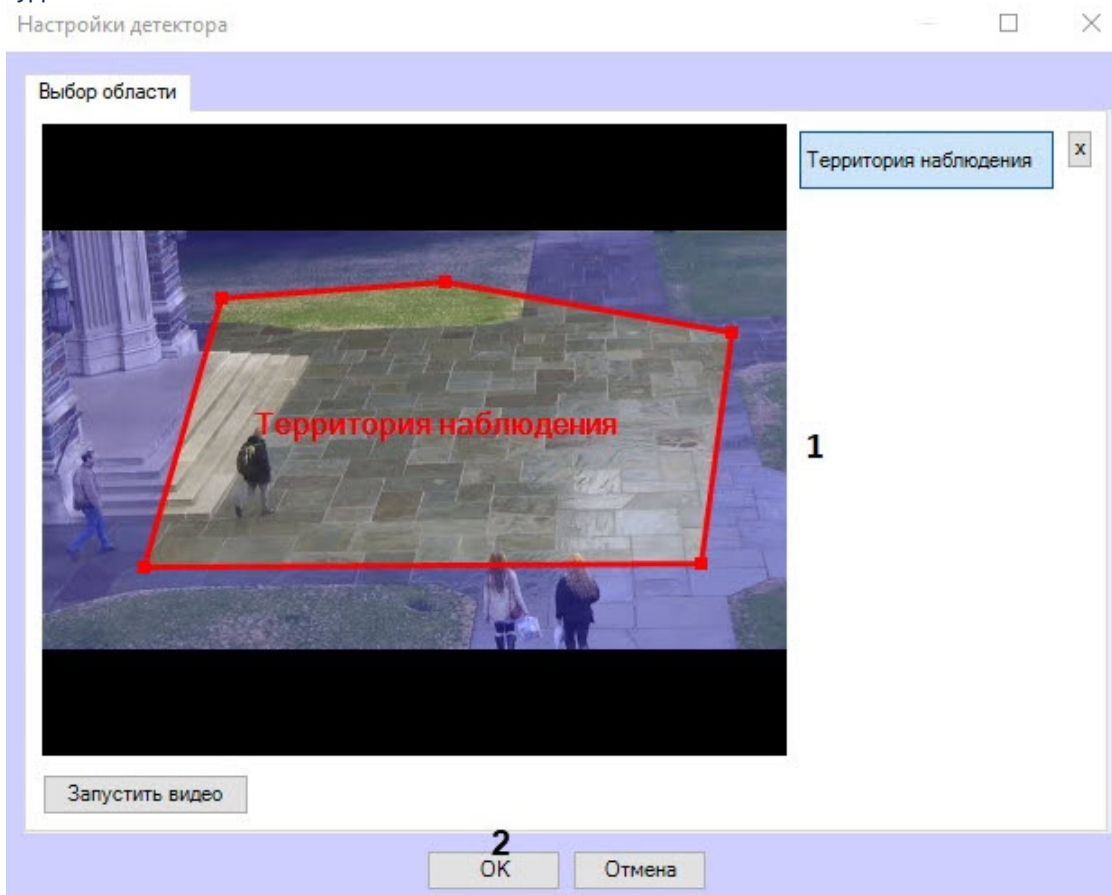 Настройки детектора
Выбор области
Территория наблюдения
x
Территория наблюдения
1
Запустить видео
2
OK
Отмена